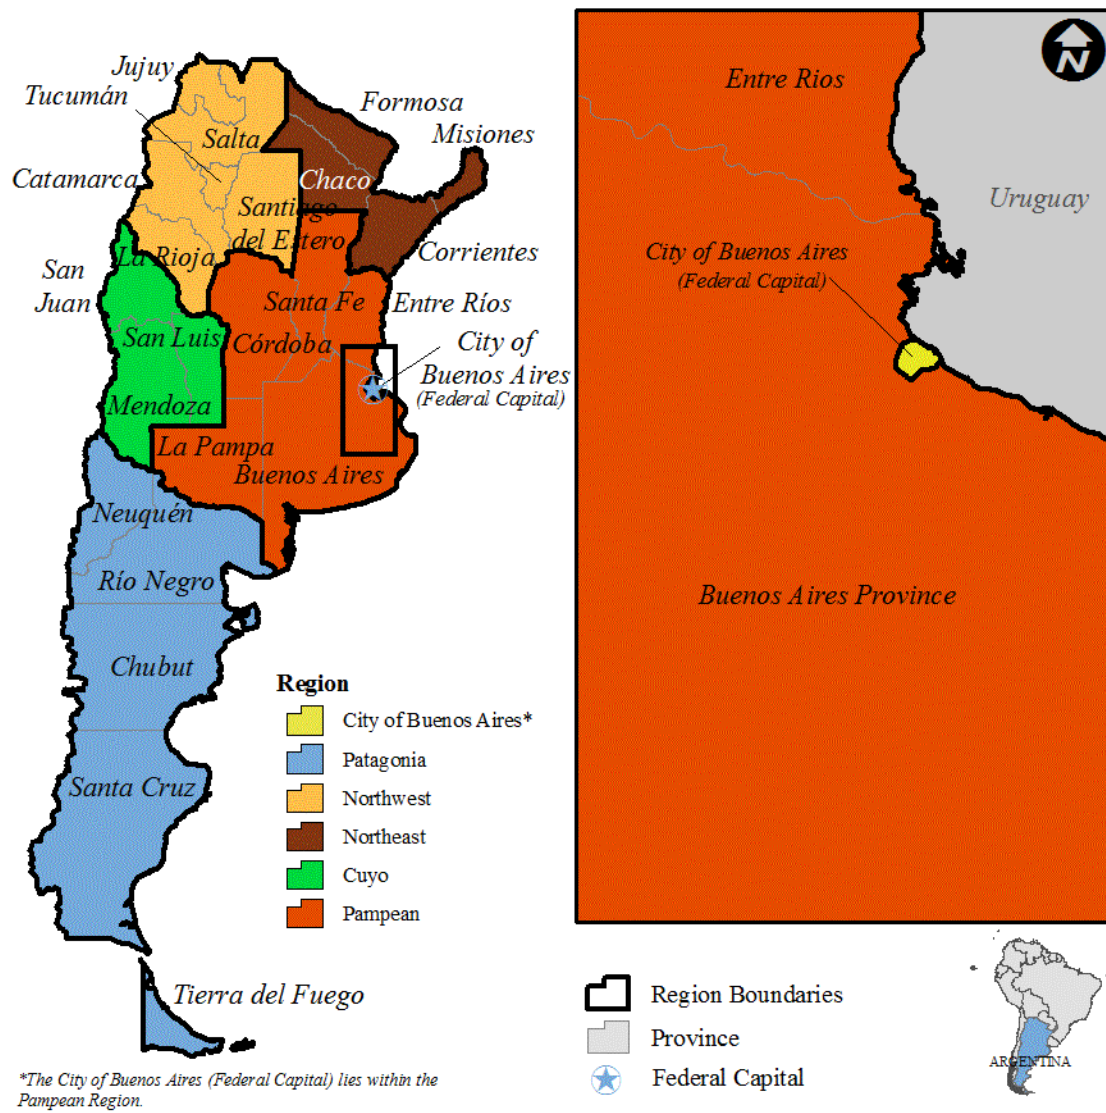 Jujuy
Tucumán
Formosa
Misiones
Salta
Catamarca
Chaco
Santiago
del Estero
La Rioja
Corrientes
San
Juan
Santa Fe
Entre Ríos
San Luis
Córdoba
City of
Buenos Aires
(Federal Capital)
Mendoza
La Pampa
Buenos Aires
Neuquén
Río Negro
Chubut
Santa Cruz
Tierra del Fuego
Region
City of Buenos Aires*
Patagonia
Northwest
Northeast
Cuyo
Pampean
*The City of Buenos Aires (Federal Capital) lies within the
Pampean Region.
N
Entre Rios
Uruguay
City of Buenos Aires
(Federal Capital)
Buenos Aires Province
Region Boundaries
Province
Federal Capital
ARGENTINA